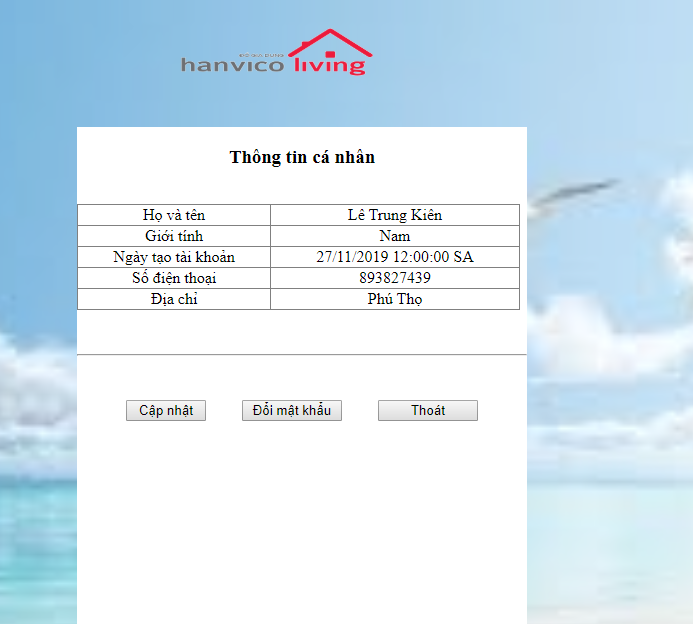 hanvico living
Thông tin cá nhân
Họ và tên Lê Trung Kiên
Giới tính Nam
Ngày tạo tài khoản 27/11/2019 12:00:00 SA
Số điện thoại 893827439
Địa chỉ Phú Thọ
Cập nhật Đổi mật khẩu Thoát